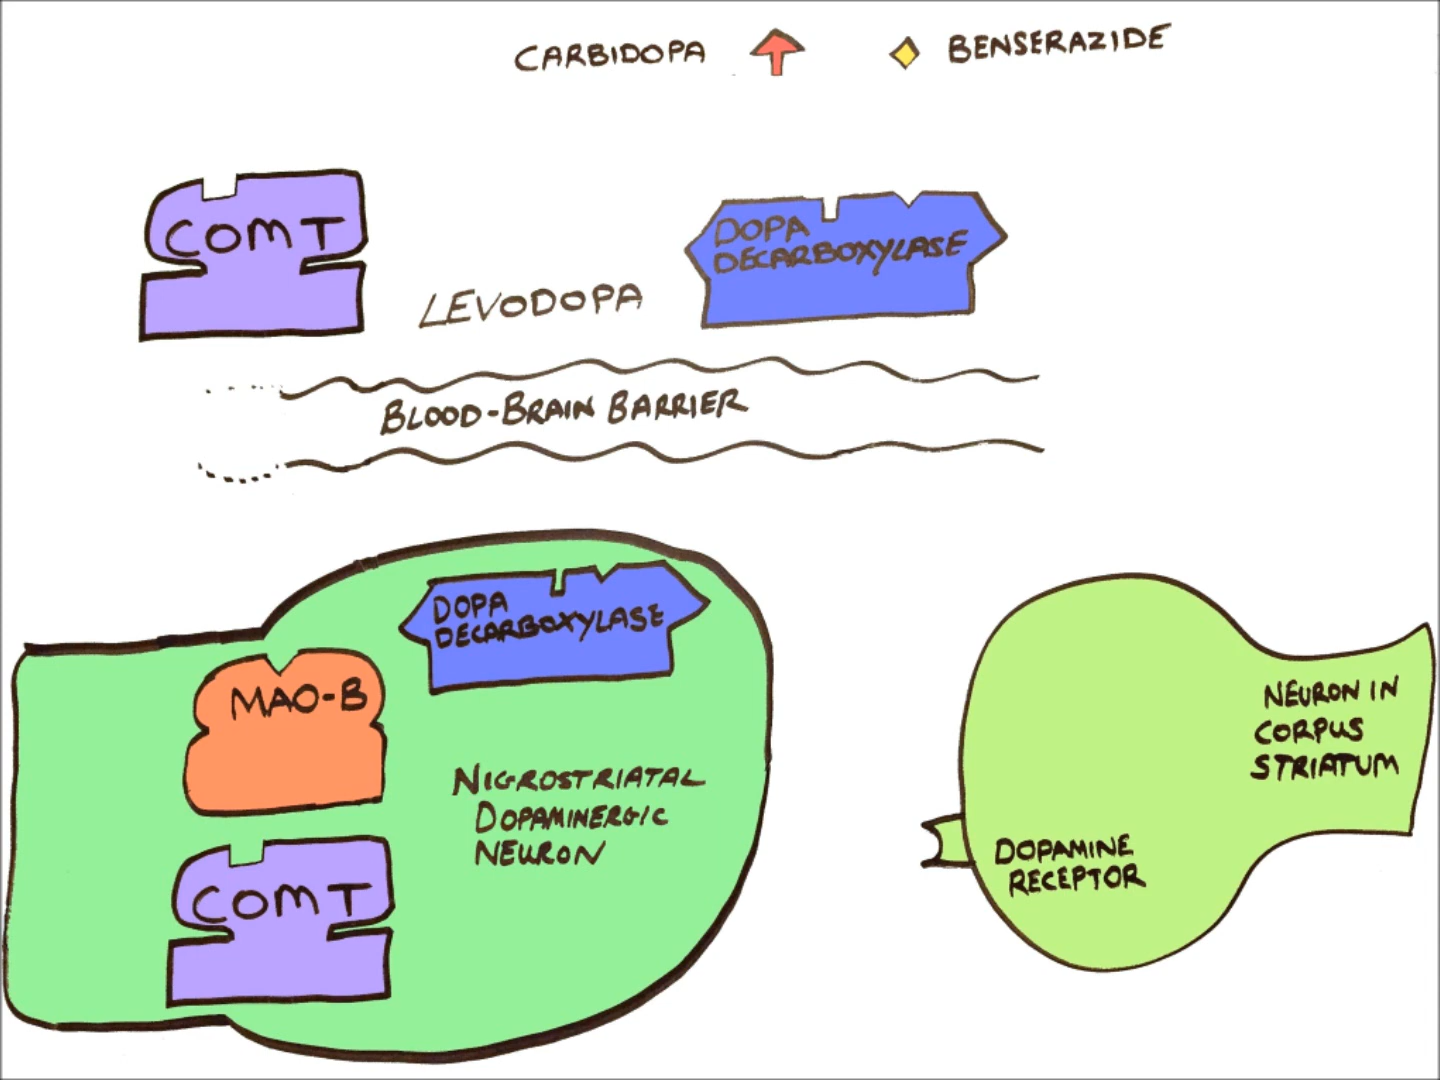 CARBIDOPA
BENSERAZIDE
COMT
DOPA
DECARBOXYLASE
LEVODOPA
BLOOD-BRAIN BARRIER
DOPA
DECARBOXYLASE
MAO-B
NIGROSTRIATAL
DOPAMINERGIC
NEURON
COMT
NEURON IN
CORPUS
STRIATUM
DOPAMINE
RECEPTOR